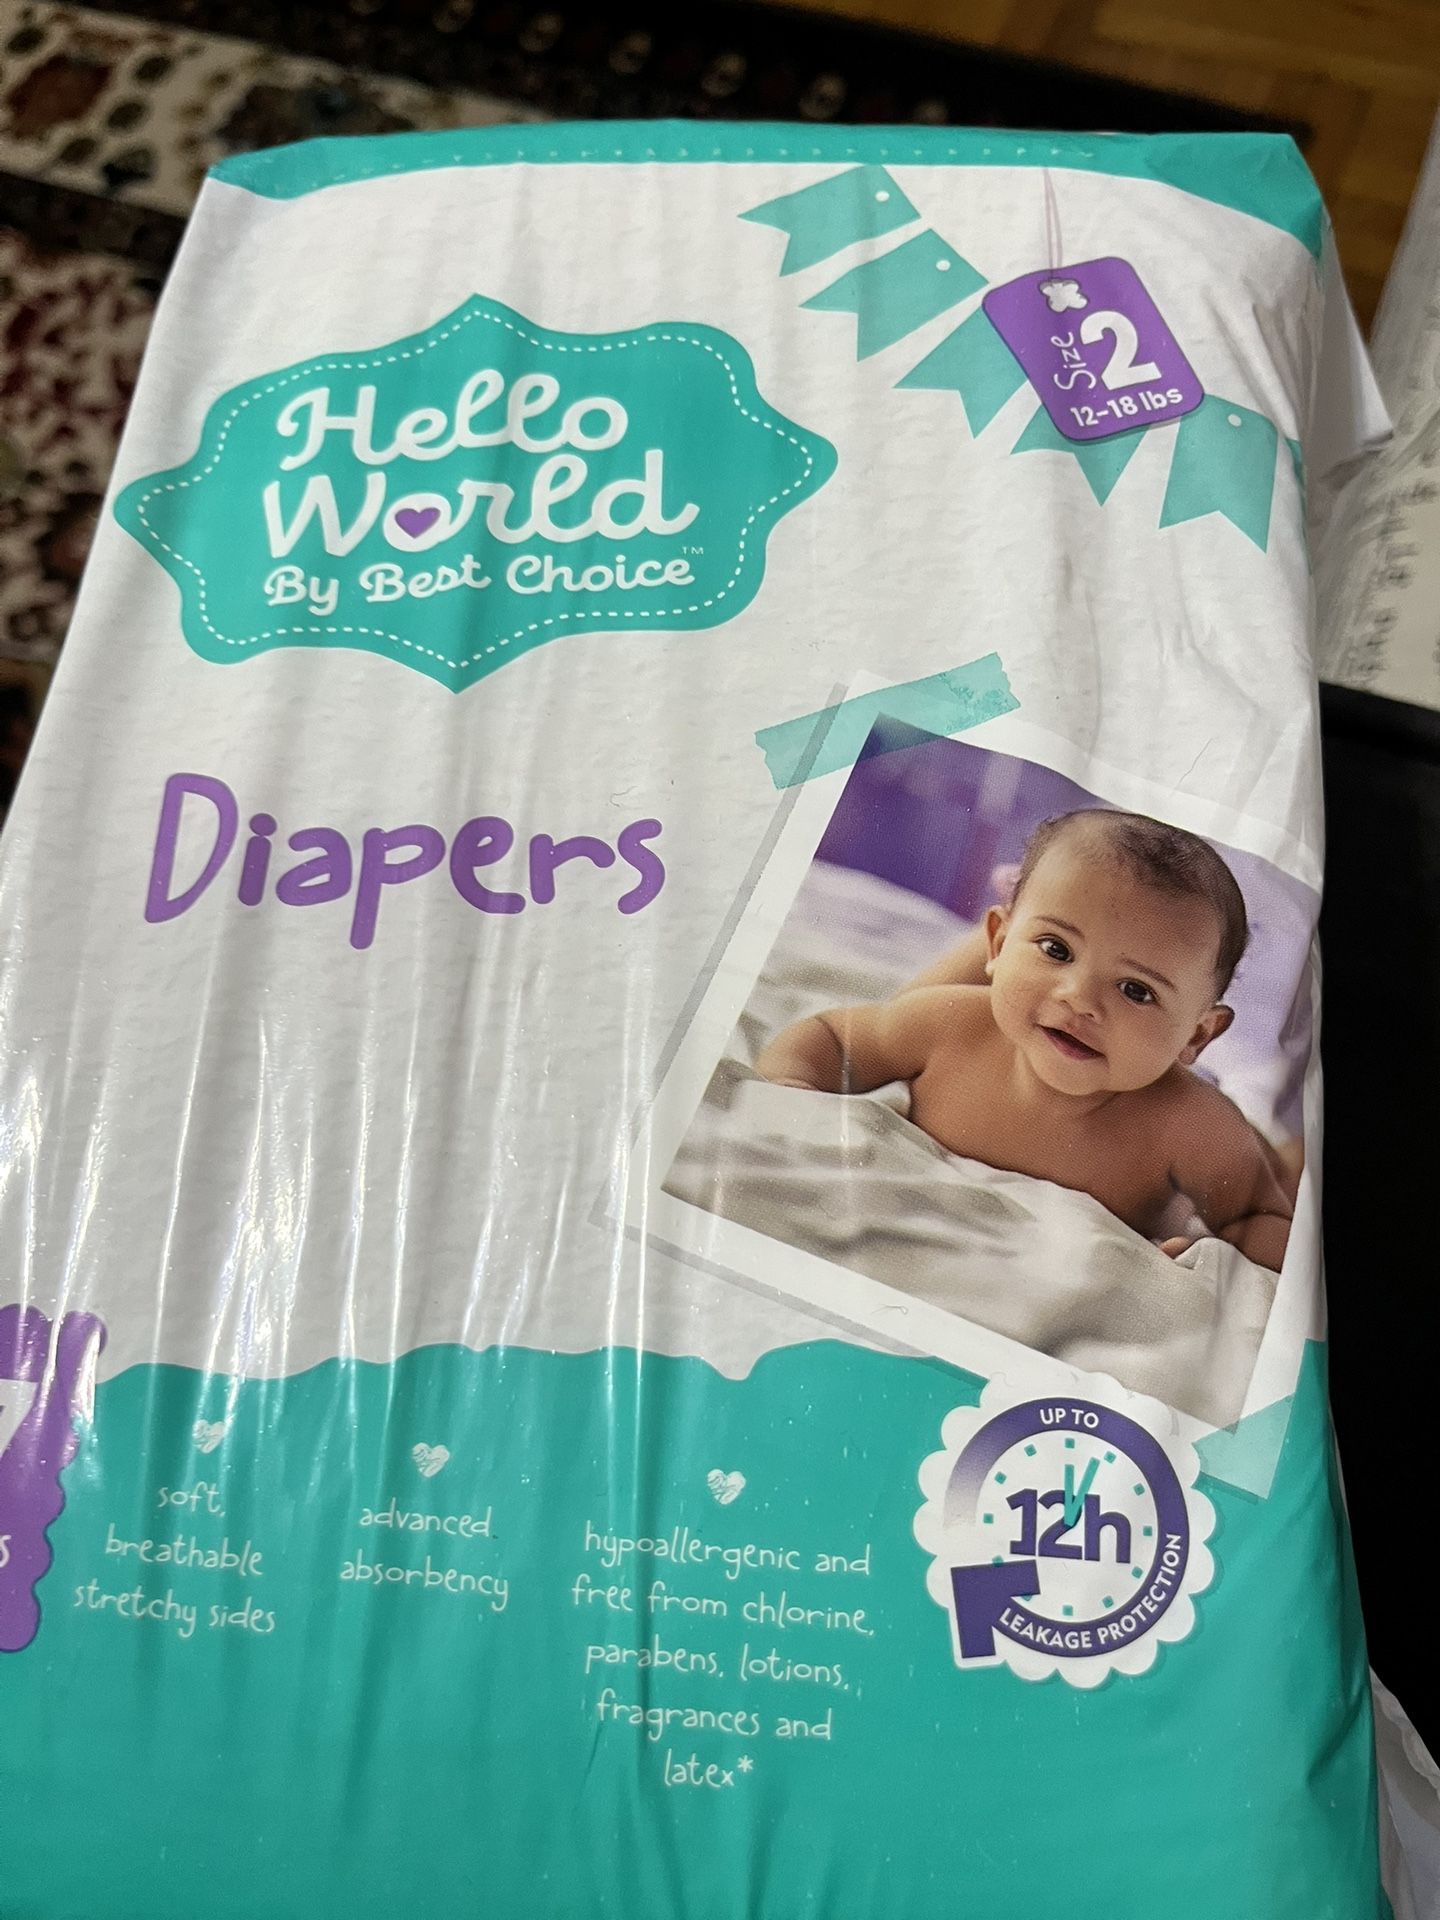 Size 2
12-18 lbs
Hello
World
By Best Choice™
Diapers
soft,
breathable
stretchy sides
advanced
absorbency
hypoallergenic and
free from chlorine,
parabens, lotions,
fragrances and
latex*
UP TO
12h
LEAKAGE PROTECTION